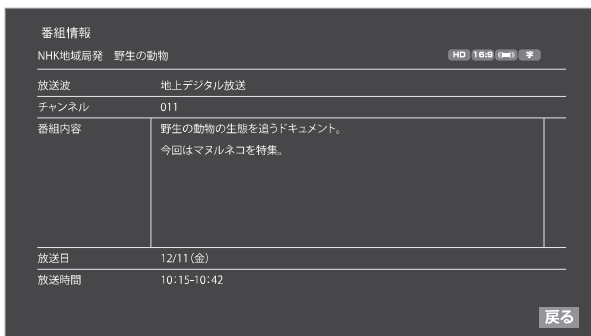 番組情報
NHK地域局発 野生の動物 HD 16:9 字
放送波 地上デジタル放送
チャンネル 011
番組内容 野生の動物の生態を追うドキュメント。
今回はマヌルネコを特集。
放送日 12/11(金)
放送時間 10:15-10:42
戻る